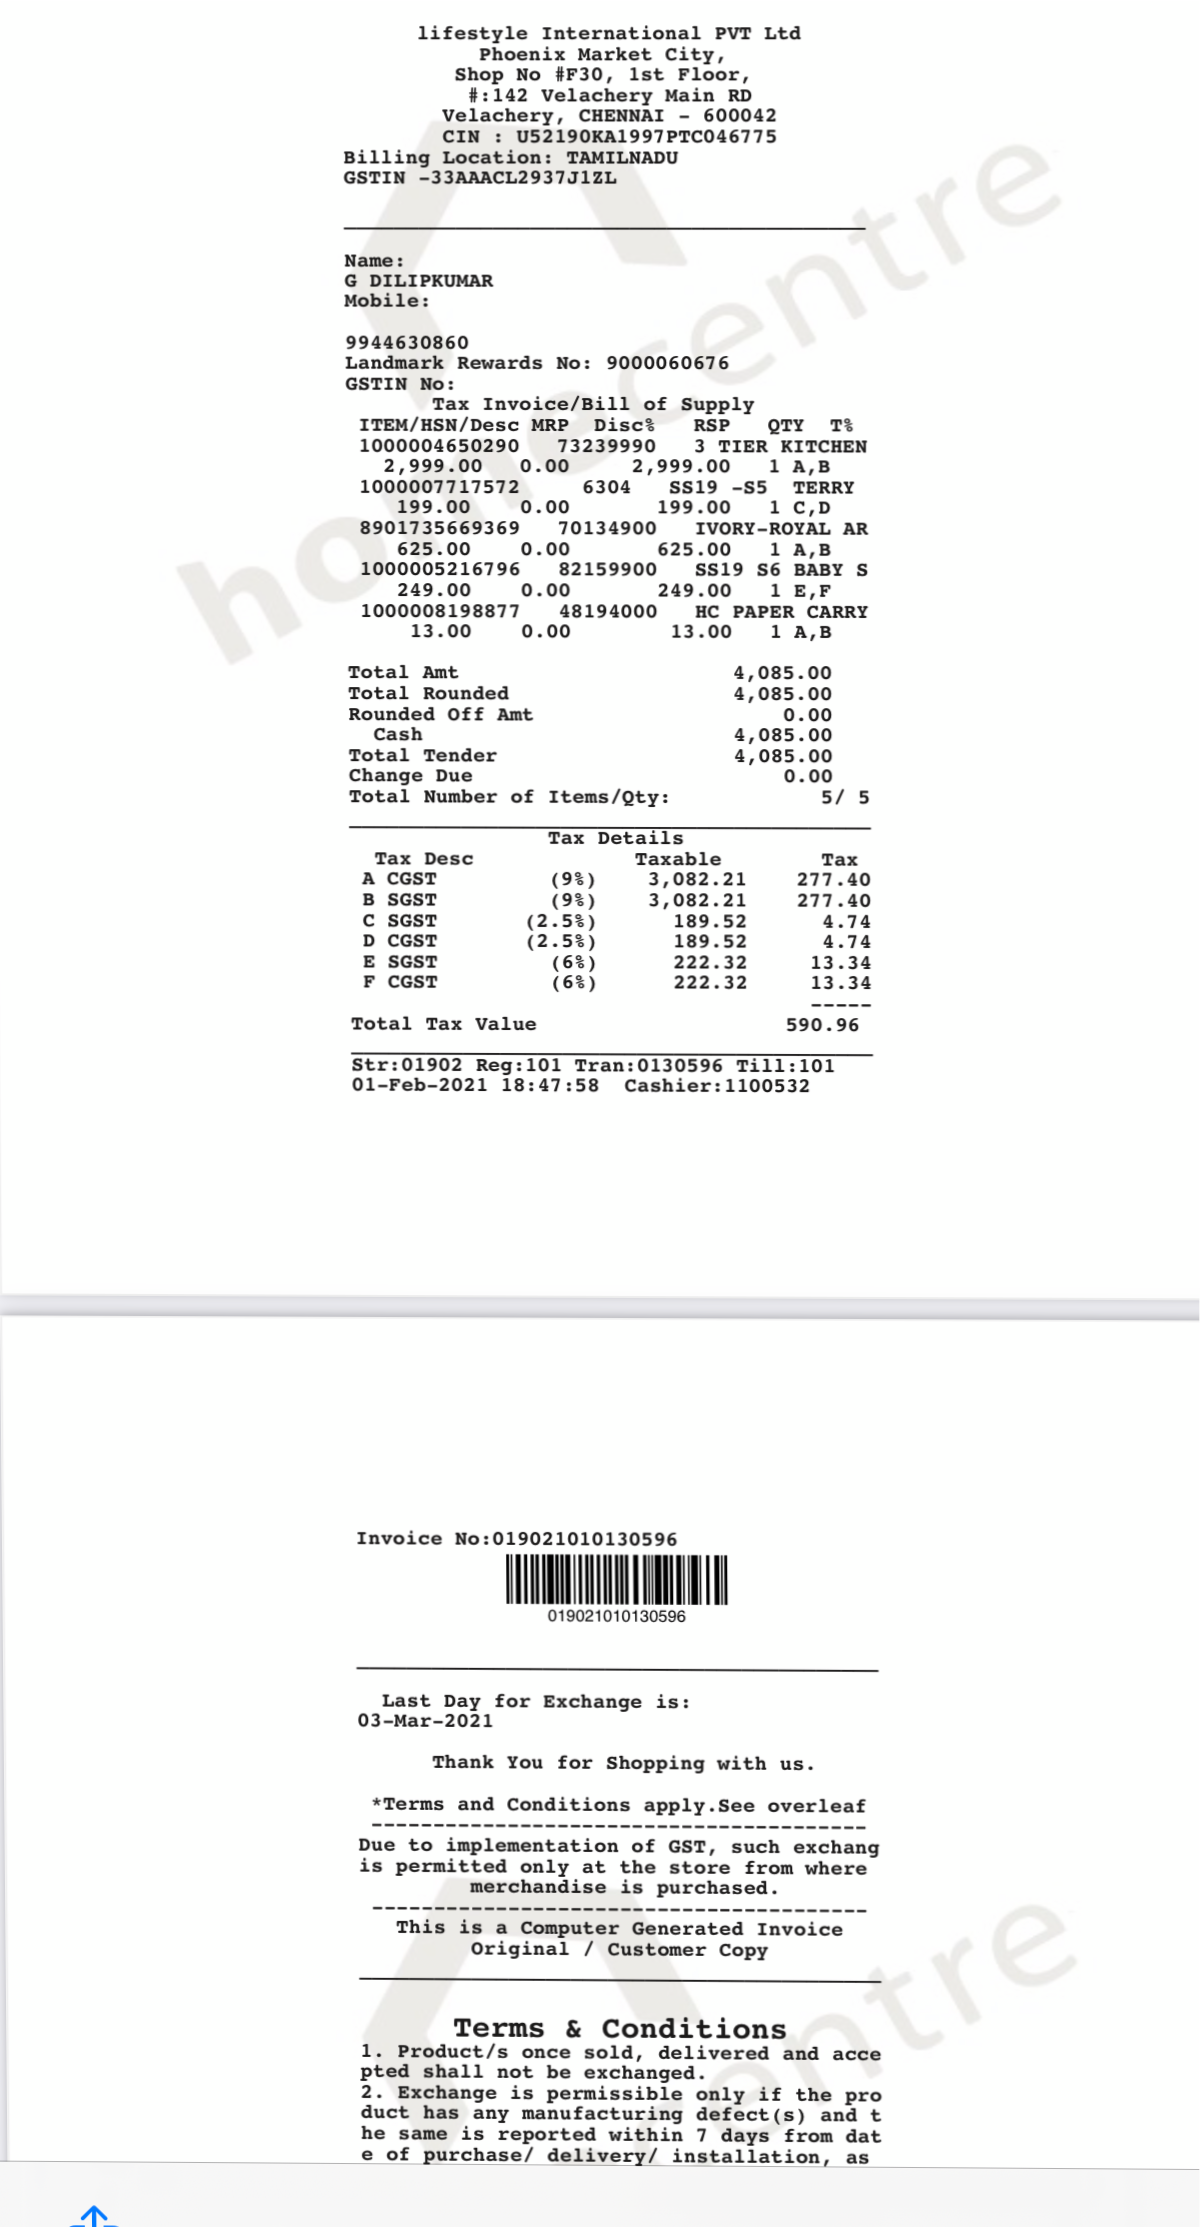 lifestyle International PVT Ltd
Phoenix Market City,
Shop No #F30, 1st Floor,
#:142 Velachery Main RD
Velachery, CHENNAI - 600042
CIN : U52190KA1997PTC046775
Billing Location: TAMILNADU
GSTIN -33AAACL2937J1ZL
homecentre
Name:
G DILIPKUMAR
Mobile:
9944630860
Landmark Rewards No: 9000060676
GSTIN No:
Tax Invoice/Bill of Supply
ITEM/HSN/Desc MRP Disc% RSP QTY T%
1000004650290 73239990 3 TIER KITCHEN
2,999.00 0.00 2,999.00 1 A,B
1000007717572 6304 SS19 -S5 TERRY
199.00 0.00 199.00 1 C,D
8901735669369 70134900 IVORY-ROYAL AR
625.00 0.00 625.00 1 A,B
1000005216796 82159900 SS19 S6 BABY S
249.00 0.00 249.00 1 E,F
1000008198877 48194000 HC PAPER CARRY
13.00 0.00 13.00 1 A,B
Total Amt 4,085.00
Total Rounded 4,085.00
Rounded Off Amt 0.00
Cash 4,085.00
Total Tender 4,085.00
Change Due 0.00
Total Number of Items/Qty: 5/ 5
Tax Details
Tax Desc Taxable Tax
A CGST (9%) 3,082.21 277.40
B SGST (9%) 3,082.21 277.40
C SGST (2.5%) 189.52 4.74
D CGST (2.5%) 189.52 4.74
E SGST (6%) 222.32 13.34
F CGST (6%) 222.32 13.34
-----
Total Tax Value 590.96
Str:01902 Reg:101 Tran:0130596 Till:101
01-Feb-2021 18:47:58 Cashier:1100532
Invoice No:019021010130596
019021010130596
Last Day for Exchange is:
03-Mar-2021
Thank You for Shopping with us.
*Terms and Conditions apply.See overleaf
----------------------------------------
Due to implementation of GST, such exchang
is permitted only at the store from where
merchandise is purchased.
----------------------------------------
This is a Computer Generated Invoice
Original / Customer Copy
centre
Terms & Conditions
1. Product/s once sold, delivered and acce
pted shall not be exchanged.
2. Exchange is permissible only if the pro
duct has any manufacturing defect(s) and t
he same is reported within 7 days from dat
e of purchase/ delivery/ installation, as